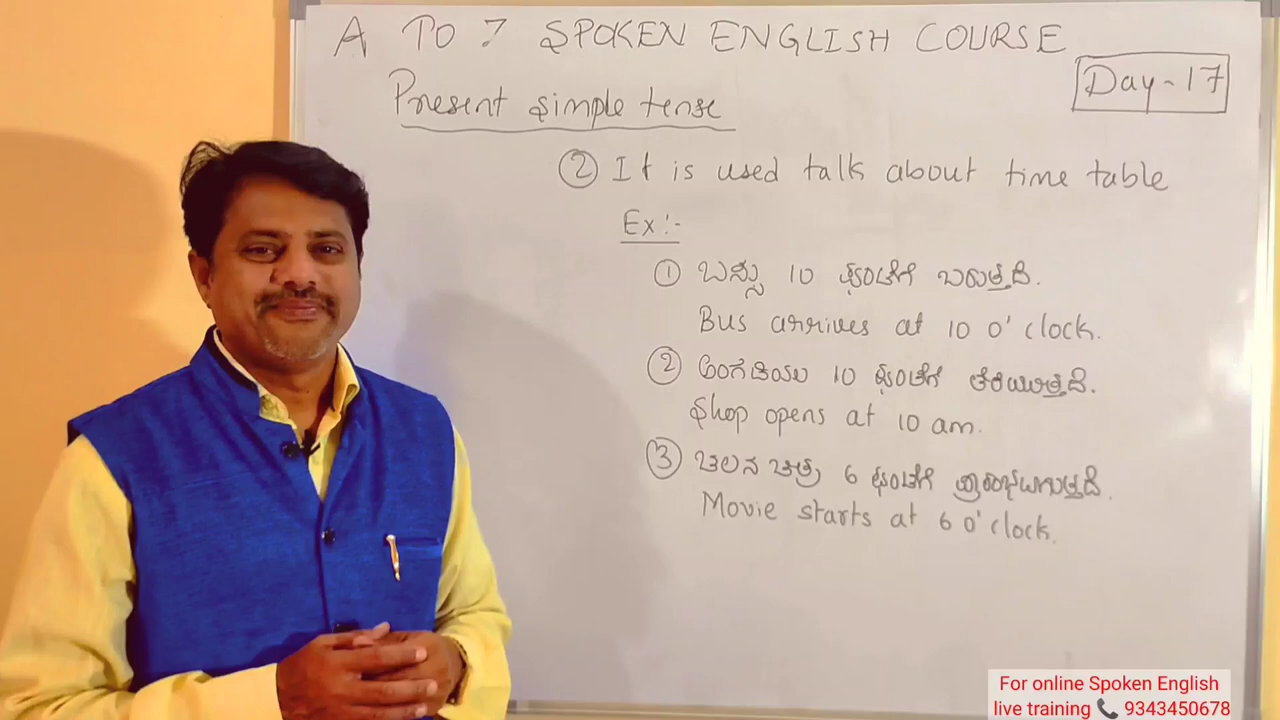 A TO Z SPOKEN ENGLISH COURSE
Day-17
Present simple tense
② It is used talk about time table
Ex:-
① ಬಸ್ಸು 10 ಘಂಟೆಗೆ ಬರುತ್ತದೆ.
Bus arrives at 10 O'clock.
② ಅಂಗಡಿಯು 10 ಘಂಟೆಗೆ ತೆರೆಯುತ್ತದೆ.
Shop opens at 10 am.
③ ಚಲನ ಚಿತ್ರ 6 ಘಂಟೆಗೆ ಪ್ರಾರಂಭವಾಗುತ್ತದೆ.
Movie starts at 6 O'clock.
For online Spoken English
live training 📞 9343450678